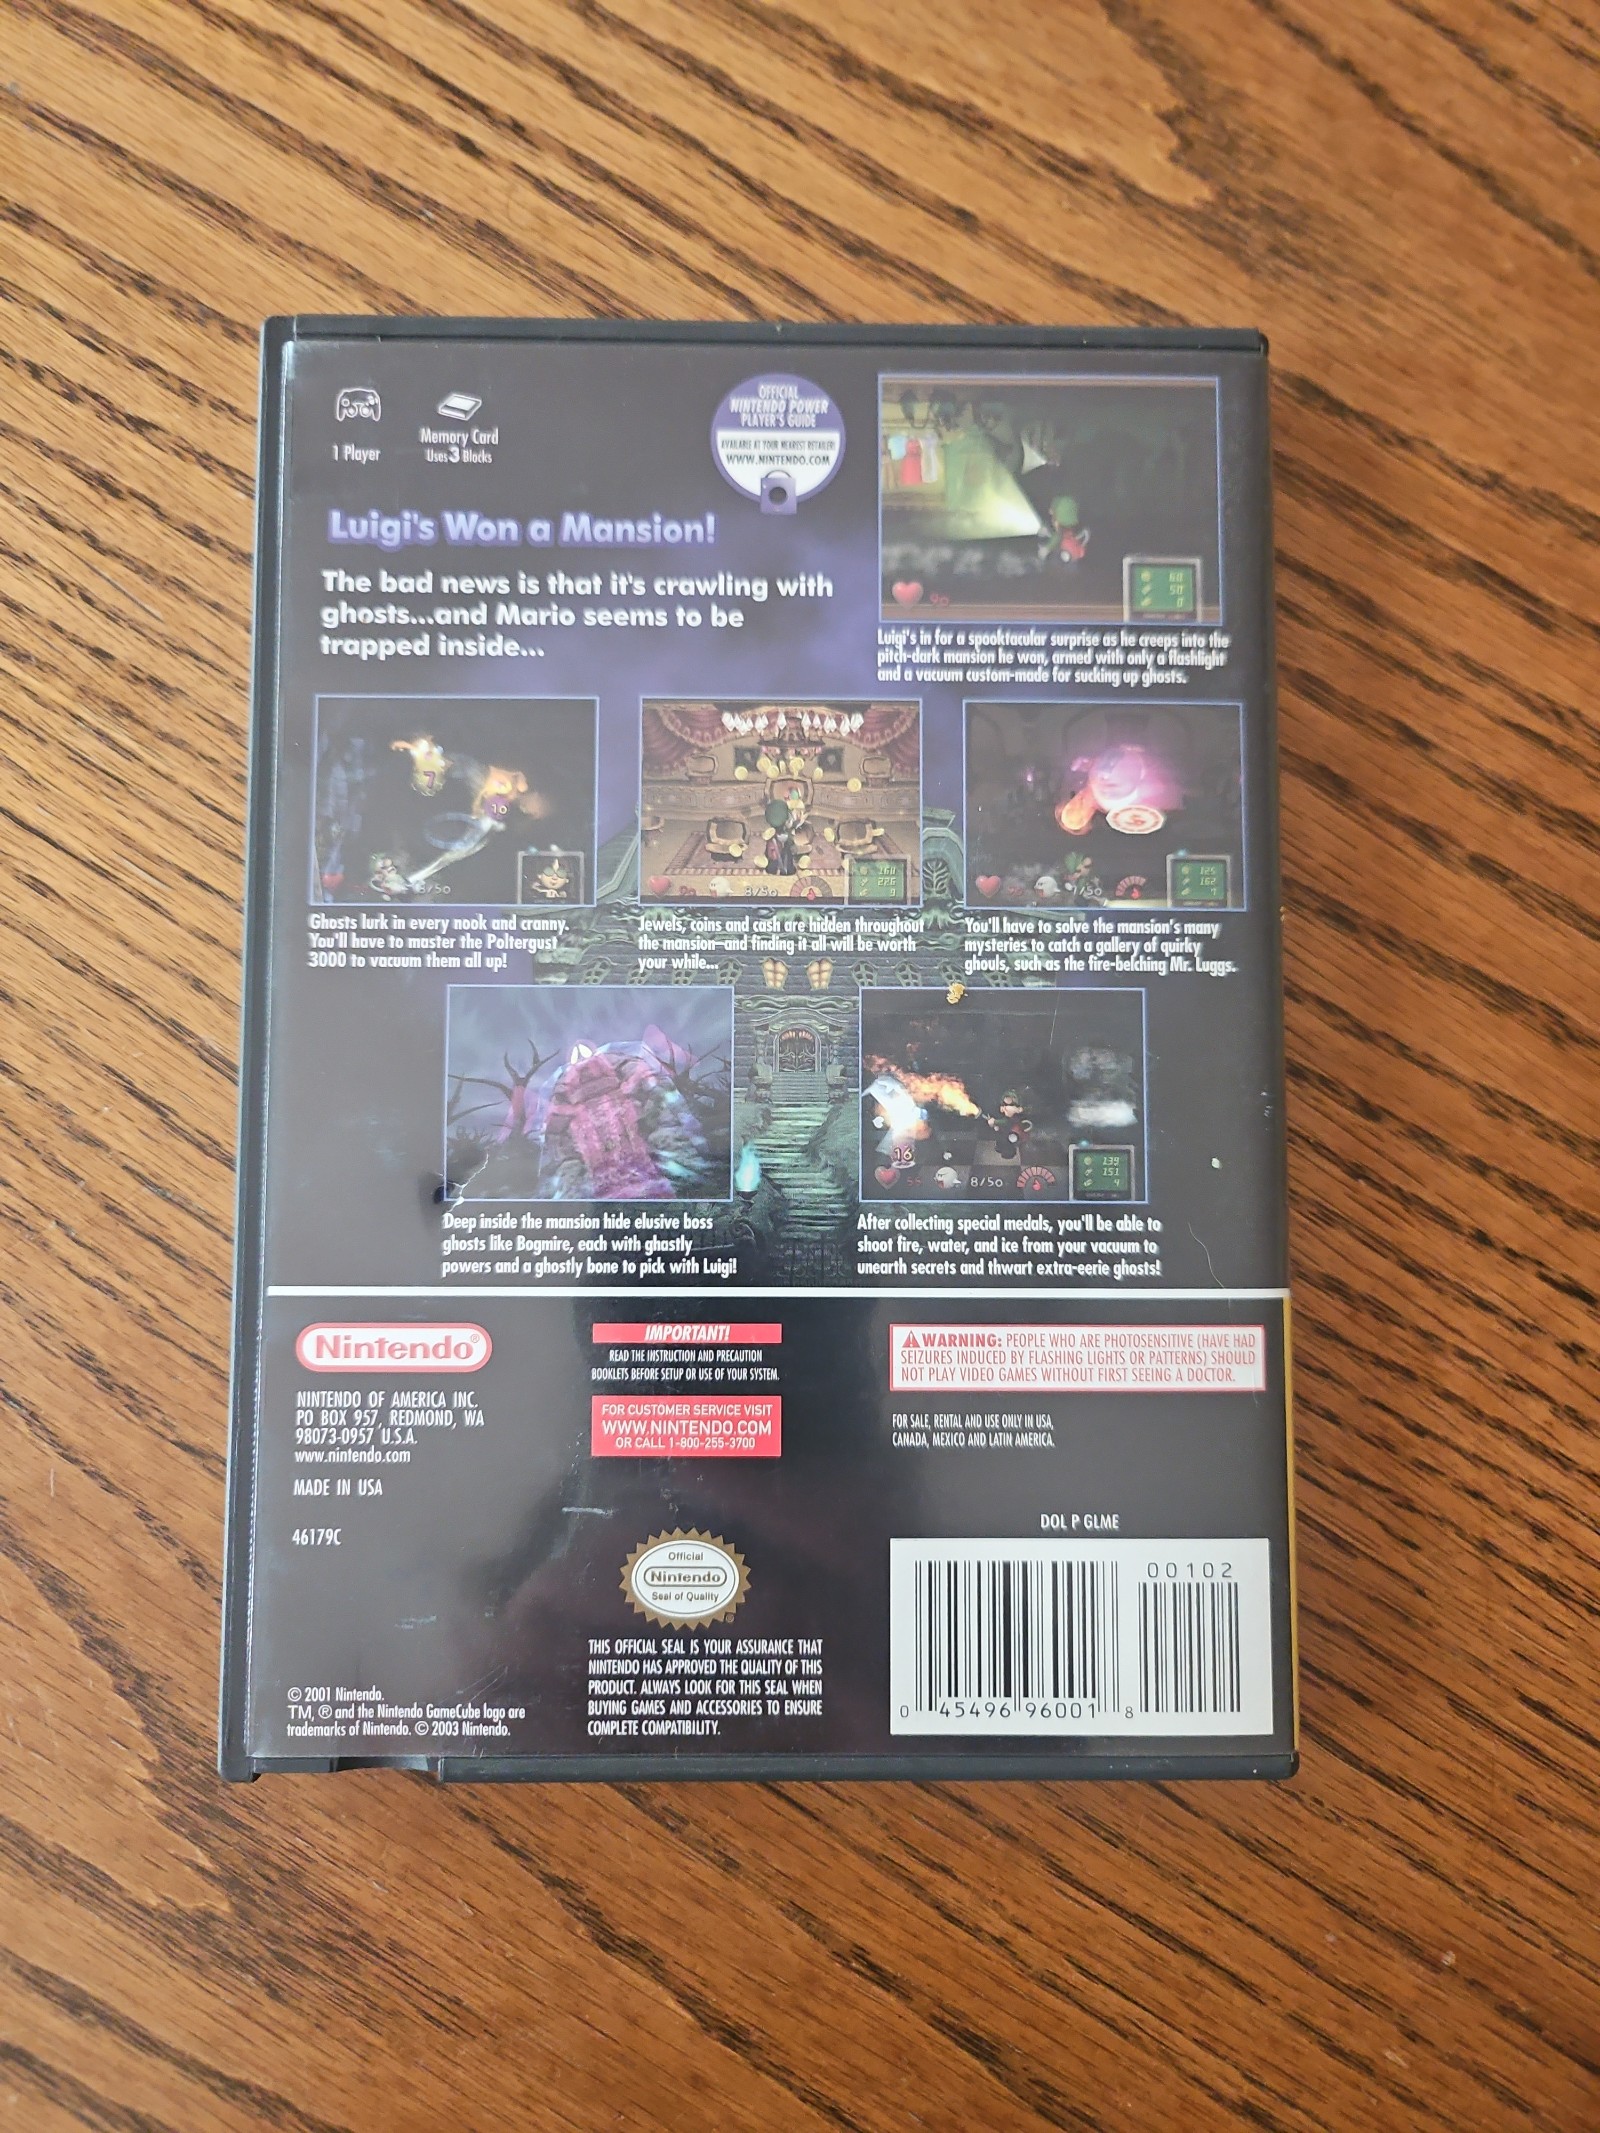 1 Player
Memory Card
Uses 3 Blocks
OFFICIAL
NINTENDO POWER
PLAYER'S GUIDE
AVAILABLE AT YOUR NEAREST RETAILER!
WWW.NINTENDO.COM
Luigi's Won a Mansion!
The bad news is that it's crawling with
ghosts...and Mario seems to be
trapped inside...
Luigi's in for a spooktacular surprise as he creeps into the
pitch-dark mansion he won, armed with only a flashlight
and a vacuum custom-made for sucking up ghosts.
7
10
Ghosts lurk in every nook and cranny.
You'll have to master the Poltergust
3000 to vacuum them all up!
Jewels, coins and cash are hidden throughout
the mansion—and finding it all will be worth
your while...
You'll have to solve the mansion's many
mysteries to catch a gallery of quirky
ghouls, such as the fire-belching Mr. Luggs.
16
8/50
139
151
4
Deep inside the mansion hide elusive boss
ghosts like Bogmire, each with ghastly
powers and a ghostly bone to pick with Luigi!
After collecting special medals, you'll be able to
shoot fire, water, and ice from your vacuum to
unearth secrets and thwart extra-eerie ghosts!
Nintendo®
NINTENDO OF AMERICA INC.
PO BOX 957, REDMOND, WA
98073-0957 U.S.A.
www.nintendo.com
MADE IN USA
46179C
© 2001 Nintendo.
TM, ® and the Nintendo GameCube logo are
trademarks of Nintendo. © 2003 Nintendo.
IMPORTANT!
READ THE INSTRUCTION AND PRECAUTION
BOOKLETS BEFORE SETUP OR USE OF YOUR SYSTEM.
FOR CUSTOMER SERVICE VISIT
WWW.NINTENDO.COM
OR CALL 1-800-255-3700
Official
Nintendo
Seal of Quality
THIS OFFICIAL SEAL IS YOUR ASSURANCE THAT
NINTENDO HAS APPROVED THE QUALITY OF THIS
PRODUCT. ALWAYS LOOK FOR THIS SEAL WHEN
BUYING GAMES AND ACCESSORIES TO ENSURE
COMPLETE COMPATIBILITY.
WARNING: PEOPLE WHO ARE PHOTOSENSITIVE (HAVE HAD
SEIZURES INDUCED BY FLASHING LIGHTS OR PATTERNS) SHOULD
NOT PLAY VIDEO GAMES WITHOUT FIRST SEEING A DOCTOR.
FOR SALE, RENTAL AND USE ONLY IN USA,
CANADA, MEXICO AND LATIN AMERICA.
DOL P GLME
00102
0 45496 96001 8